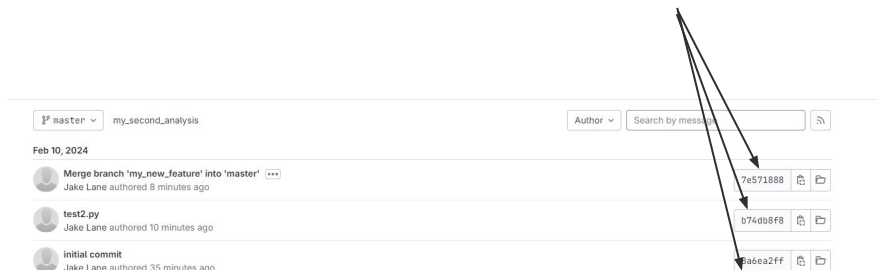 master my_second_analysis Author Search by message
Feb 10, 2024
Merge branch 'my_new_feature' into 'master' •••
7e571888
Jake Lane authored 8 minutes ago
test2.py
b74db8f8
Jake Lane authored 10 minutes ago
initial commit
Jake Lane authored 35 minutes ago